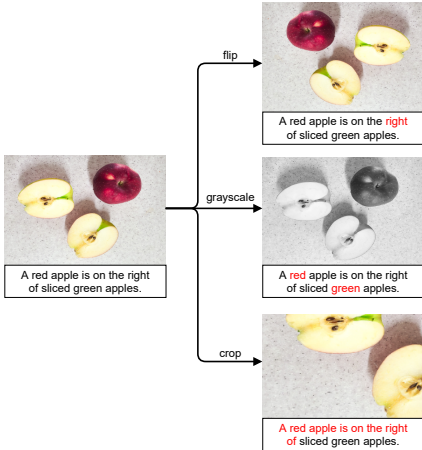 flip
A red apple is on the right
of sliced green apples.
A red apple is on the right
of sliced green apples.
grayscale
A red apple is on the right
of sliced green apples.
crop
A red apple is on the right
of sliced green apples.